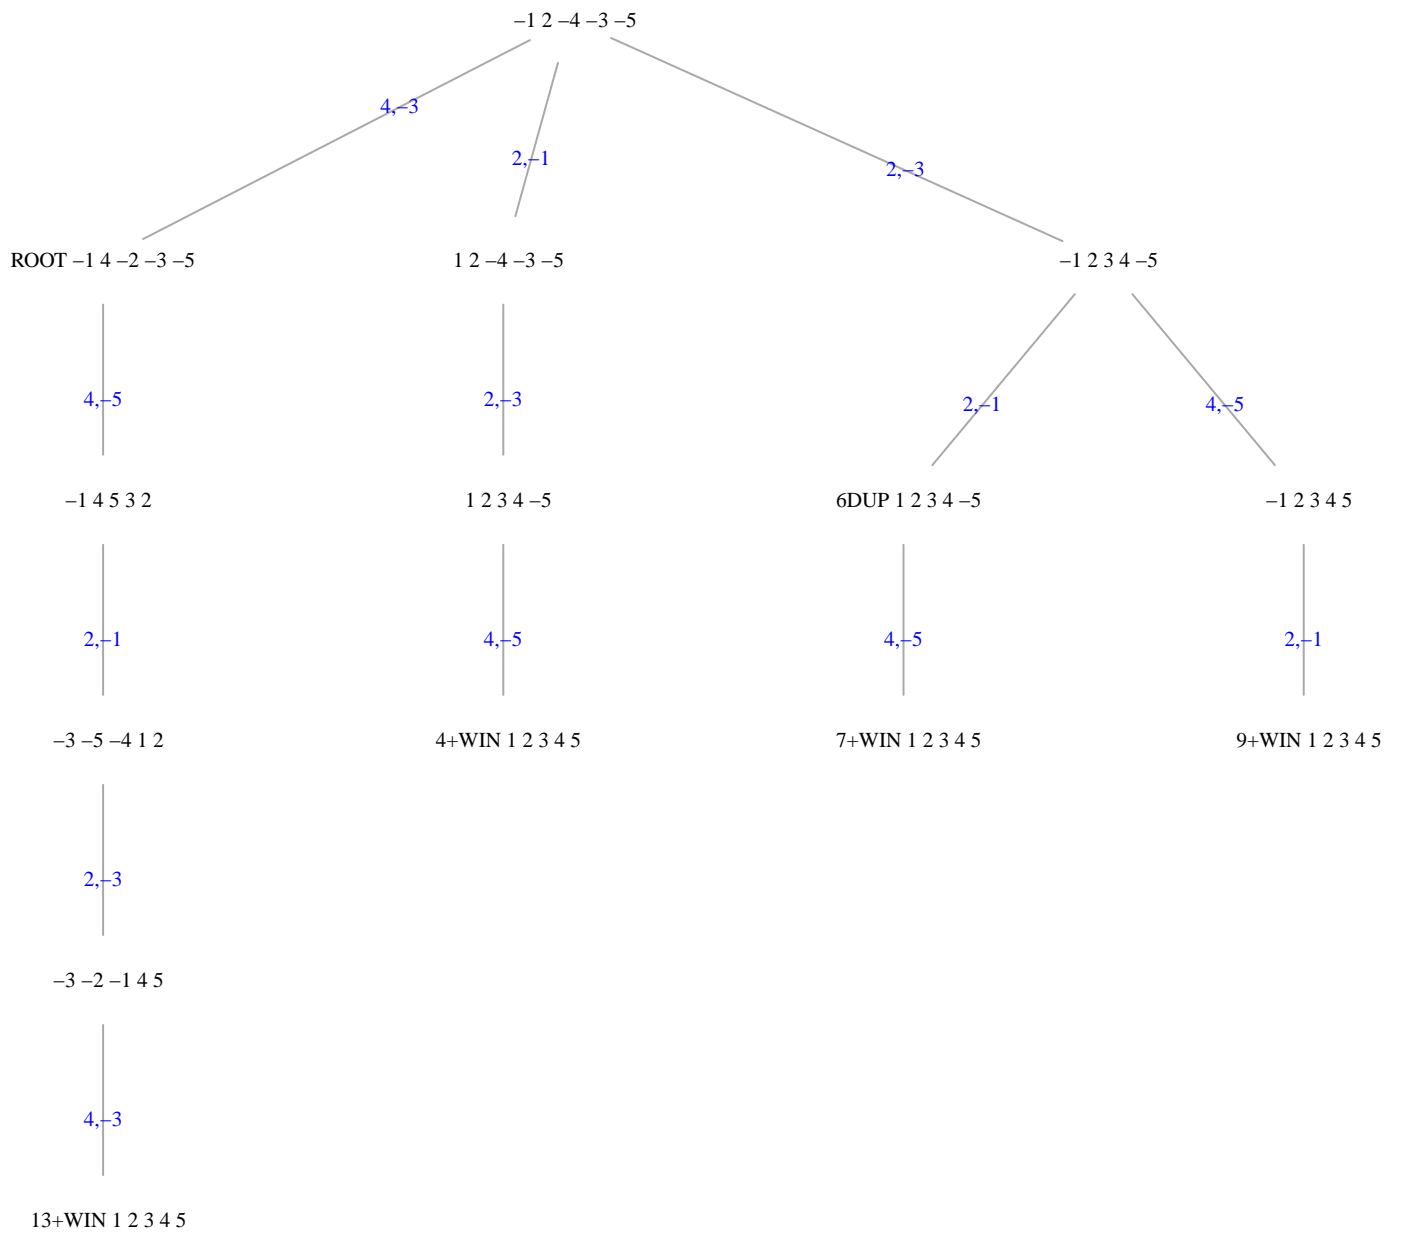 −1 2 −4 −3 −5
4,−3
2,−1
2,−3
ROOT −1 4 −2 −3 −5
1 2 −4 −3 −5
−1 2 3 4 −5
4,−5
2,−3
2,−1
4,−5
−1 4 5 3 2
1 2 3 4 −5
6DUP 1 2 3 4 −5
−1 2 3 4 5
2,−1
4,−5
4,−5
2,−1
−3 −5 −4 1 2
4+WIN 1 2 3 4 5
7+WIN 1 2 3 4 5
9+WIN 1 2 3 4 5
2,−3
−3 −2 −1 4 5
4,−3
13+WIN 1 2 3 4 5